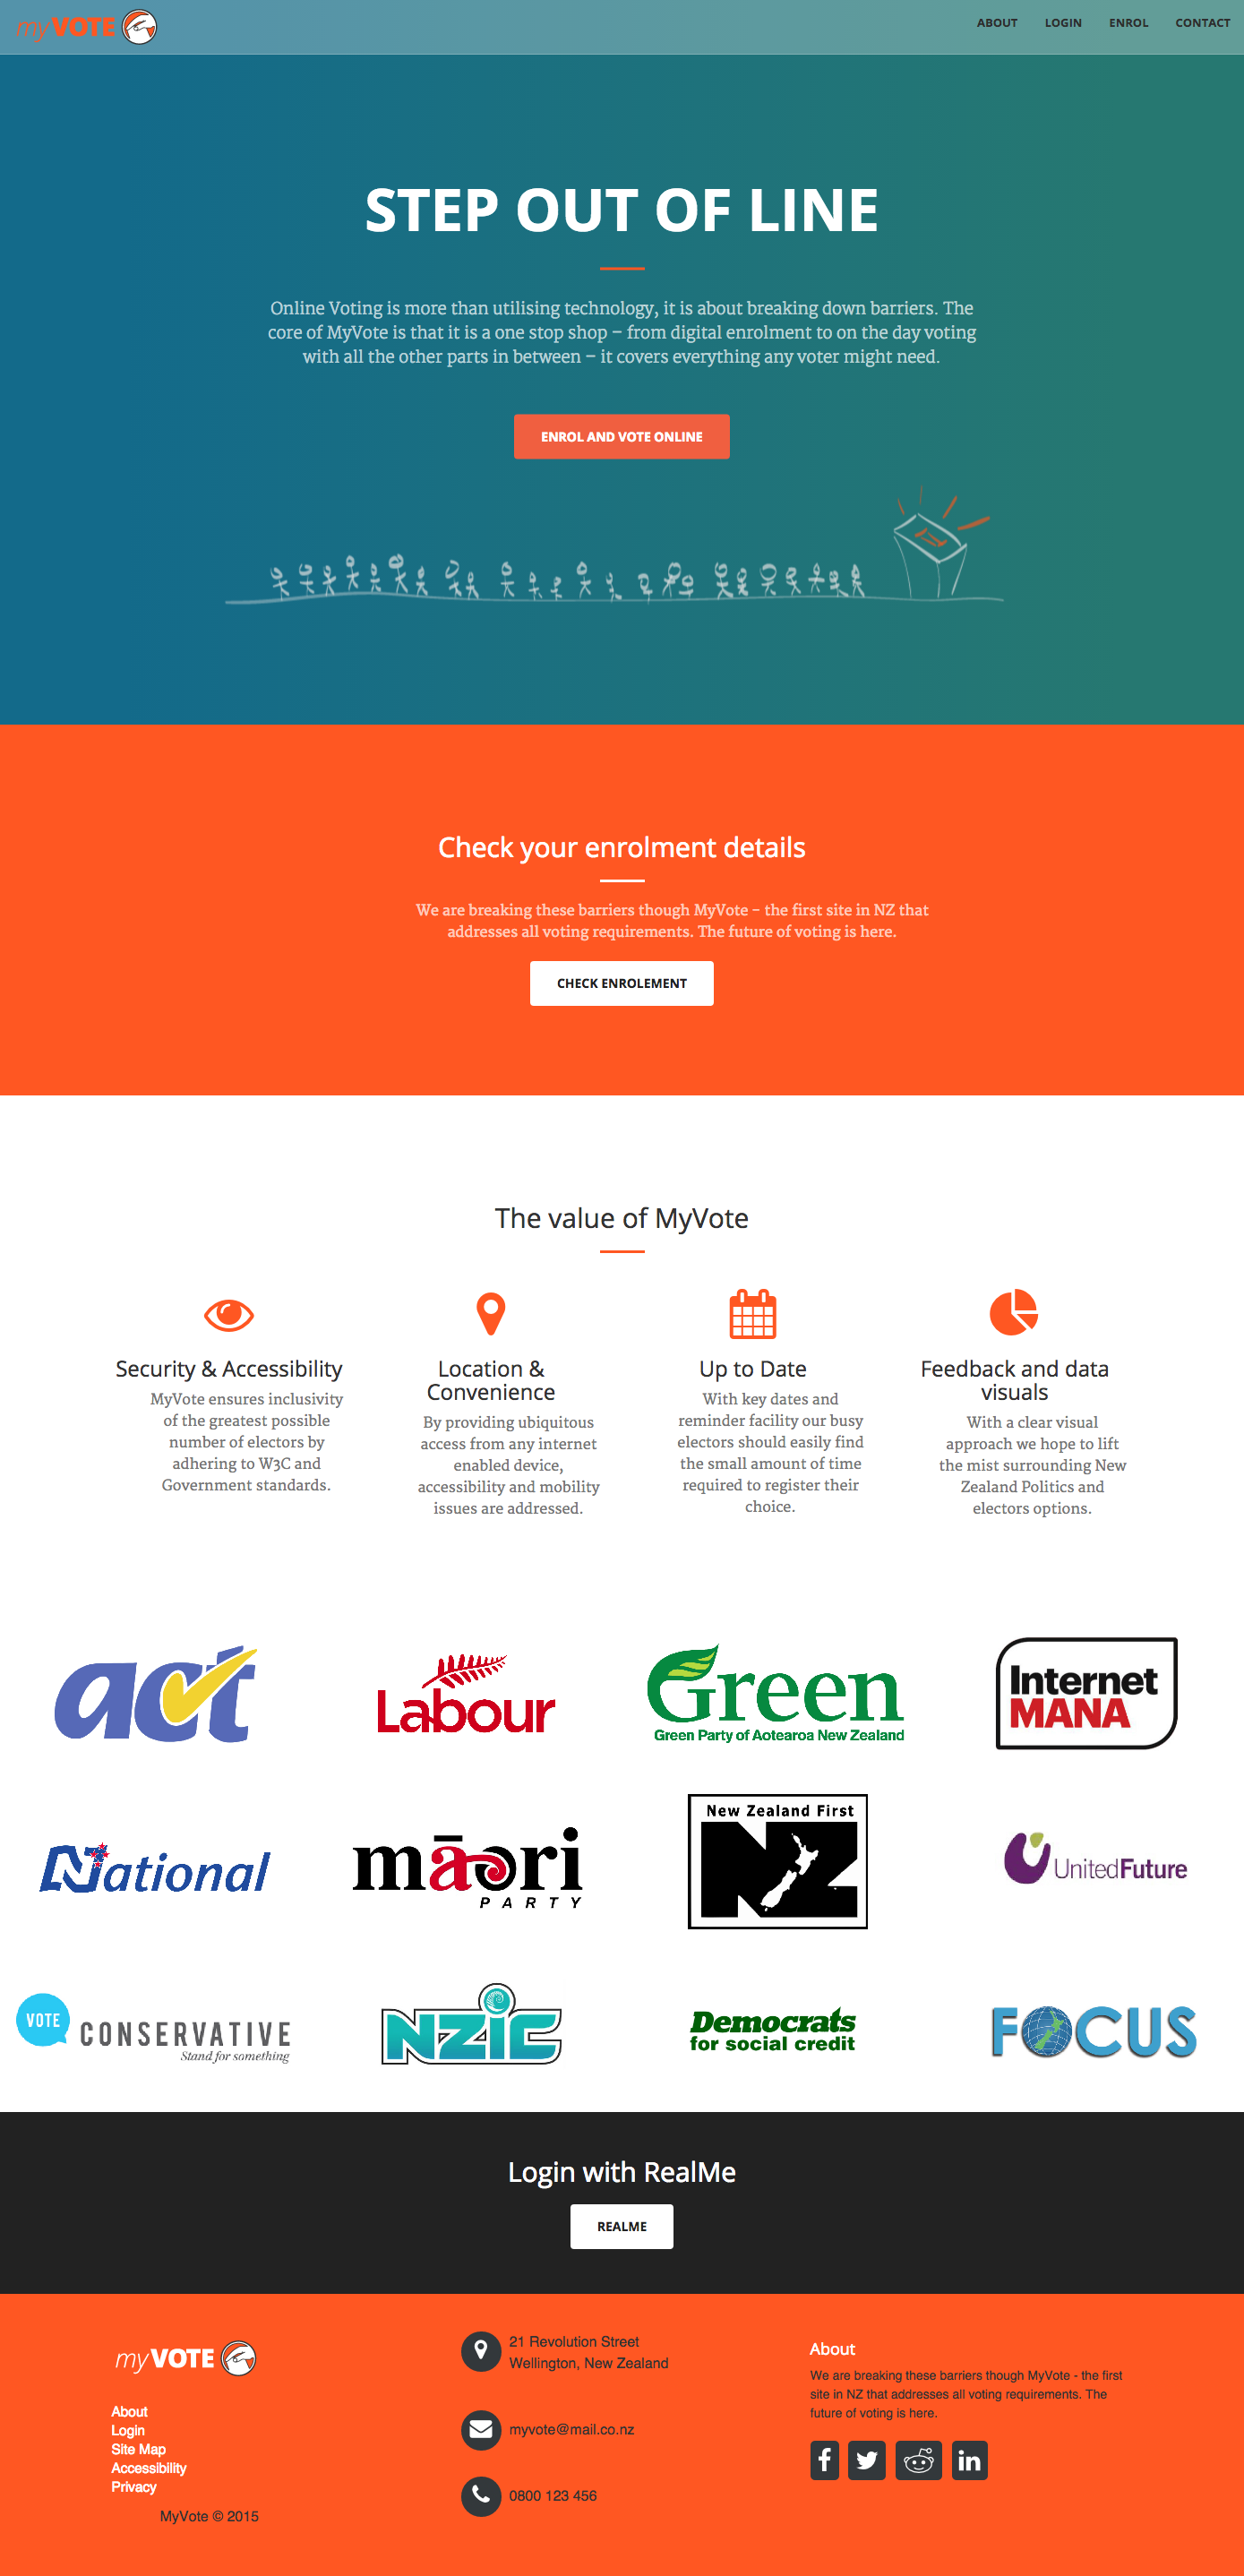 myVOTE
ABOUT
LOGIN
ENROL
CONTACT
STEP OUT OF LINE
Online Voting is more than utilising technology, it is about breaking down barriers. The
core of MyVote is that it is a one stop shop – from digital enrolment to on the day voting
with all the other parts in between – it covers everything any voter might need.
ENROL AND VOTE ONLINE
Check your enrolment details
We are breaking these barriers though MyVote – the first site in NZ that
addresses all voting requirements. The future of voting is here.
CHECK ENROLEMENT
The value of MyVote
Security & Accessibility
MyVote ensures inclusivity
of the greatest possible
number of electors by
adhering to W3C and
Government standards.
Location &
Convenience
By providing ubiquitous
access from any internet
enabled device,
accessibility and mobility
issues are addressed.
Up to Date
With key dates and
reminder facility our busy
electors should easily find
the small amount of time
required to register their
choice.
Feedback and data
visuals
With a clear visual
approach we hope to lift
the mist surrounding New
Zealand Politics and
electors options.
act
Labour
Green
Green Party of Aotearoa New Zealand
Internet
MANA
National
māori
PARTY
New Zealand First
NZ
UnitedFuture
VOTE
CONSERVATIVE
Stand for something
NZIC
Democrats
for social credit
FOCUS
Login with RealMe
REALME
myVOTE
About
Login
Site Map
Accessibility
Privacy
MyVote © 2015
21 Revolution Street
Wellington, New Zealand
myvote@mail.co.nz
0800 123 456
About
We are breaking these barriers though MyVote - the first
site in NZ that addresses all voting requirements. The
future of voting is here.